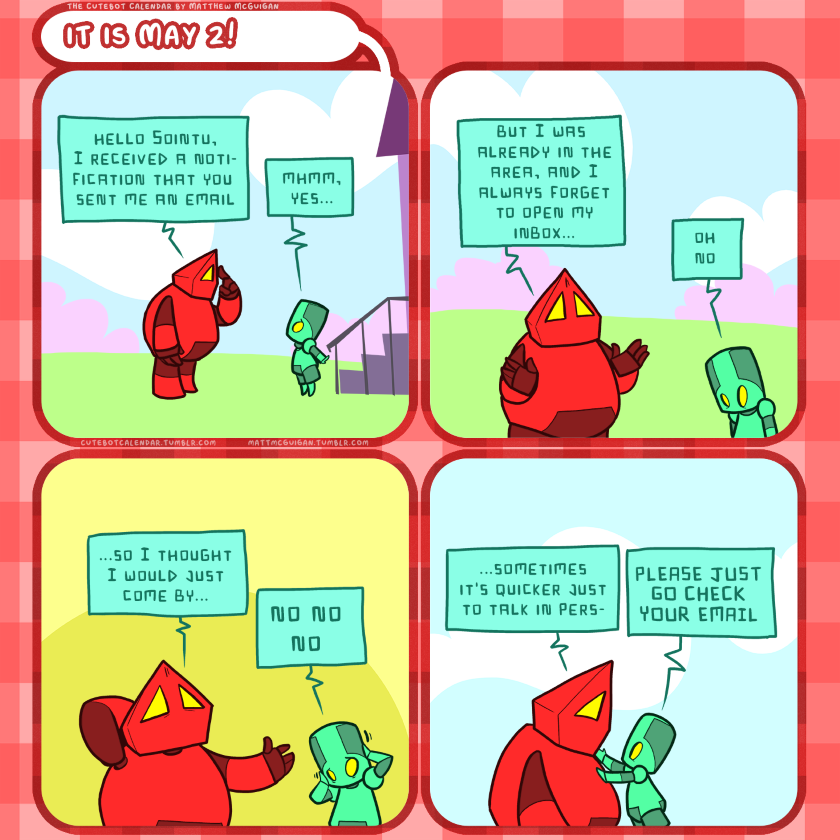 THE CUTEBOT CALENDAR BY MATTHEW MCGUIGAN
IT IS MAY 2!
HELLO SOINTU,
I RECEIVED A NOTI-
FICATION THAT YOU
SENT ME AN EMAIL
MHMM,
YES...
BUT I WAS
ALREADY IN THE
AREA, AND I
ALWAYS FORGET
TO OPEN MY
INBOX...
OH
NO
CUTEBOTCALENDAR.TUMBLR.COM MATTMCGUIGAN.TUMBLR.COM
...SO I THOUGHT
I WOULD JUST
COME BY...
NO NO
NO
...SOMETIMES
IT'S QUICKER JUST
TO TALK IN PERS-
PLEASE JUST
GO CHECK
YOUR EMAIL